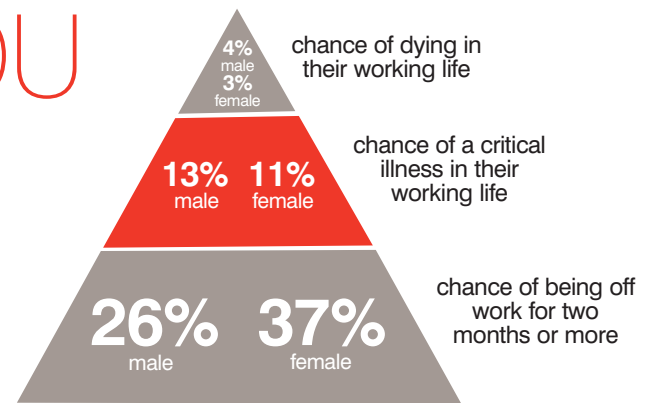 OU
4%
male
3%
female
chance of dying in
their working life
13% 11%
male female
chance of a critical
illness in their
working life
26% 37%
male female
chance of being off
work for two
months or more